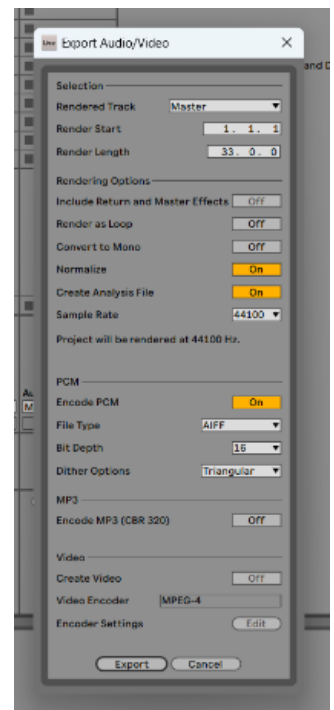 Live Export Audio/Video
and D
Selection
Rendered Track Master
Render Start 1. 1. 1
Render Length 33. 0. 0
Rendering Options
Include Return and Master Effects Off
Render as Loop Off
Convert to Mono Off
Normalize On
Create Analysis File On
Sample Rate 44100
Project will be rendered at 44100 Hz.
PCM
Encode PCM On
File Type AIFF
Bit Depth 16
Dither Options Triangular
MP3
Encode MP3 (CBR 320) Off
Video
Create Video Off
Video Encoder MPEG-4
Encoder Settings Edit
Export Cancel